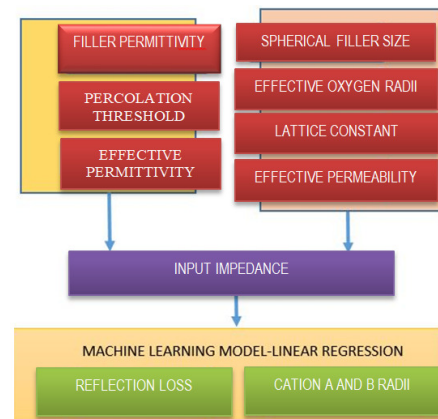 FILLER PERMITTIVITY
PERCOLATION
THRESHOLD
EFFECTIVE
PERMITTIVITY
SPHERICAL FILLER SIZE
EFFECTIVE OXYGEN RADII
LATTICE CONSTANT
EFFECTIVE PERMEABILITY
INPUT IMPEDANCE
MACHINE LEARNING MODEL-LINEAR REGRESSION
REFLECTION LOSS
CATION A AND B RADII